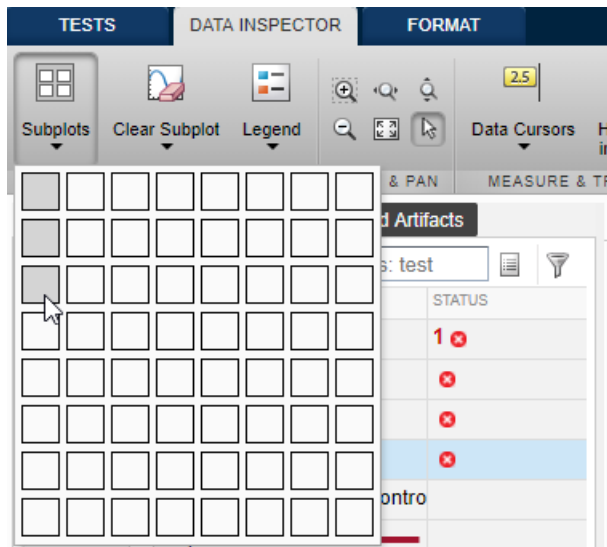 TESTS
DATA INSPECTOR
FORMAT
2.5
Subplots
Clear Subplot
Legend
Data Cursors
& PAN
MEASURE &
d Artifacts
s: test
STATUS
1
ontro